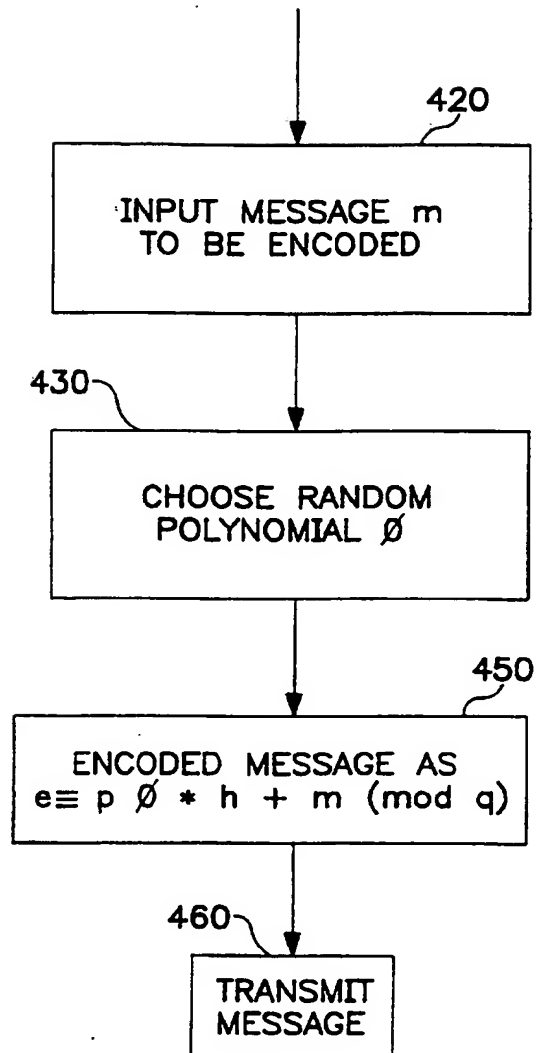 420
INPUT MESSAGE m
TO BE ENCODED
430
CHOOSE RANDOM
POLYNOMIAL Ø
450
ENCODED MESSAGE AS
e≡ p Ø * h + m (mod q)
460
TRANSMIT
MESSAGE